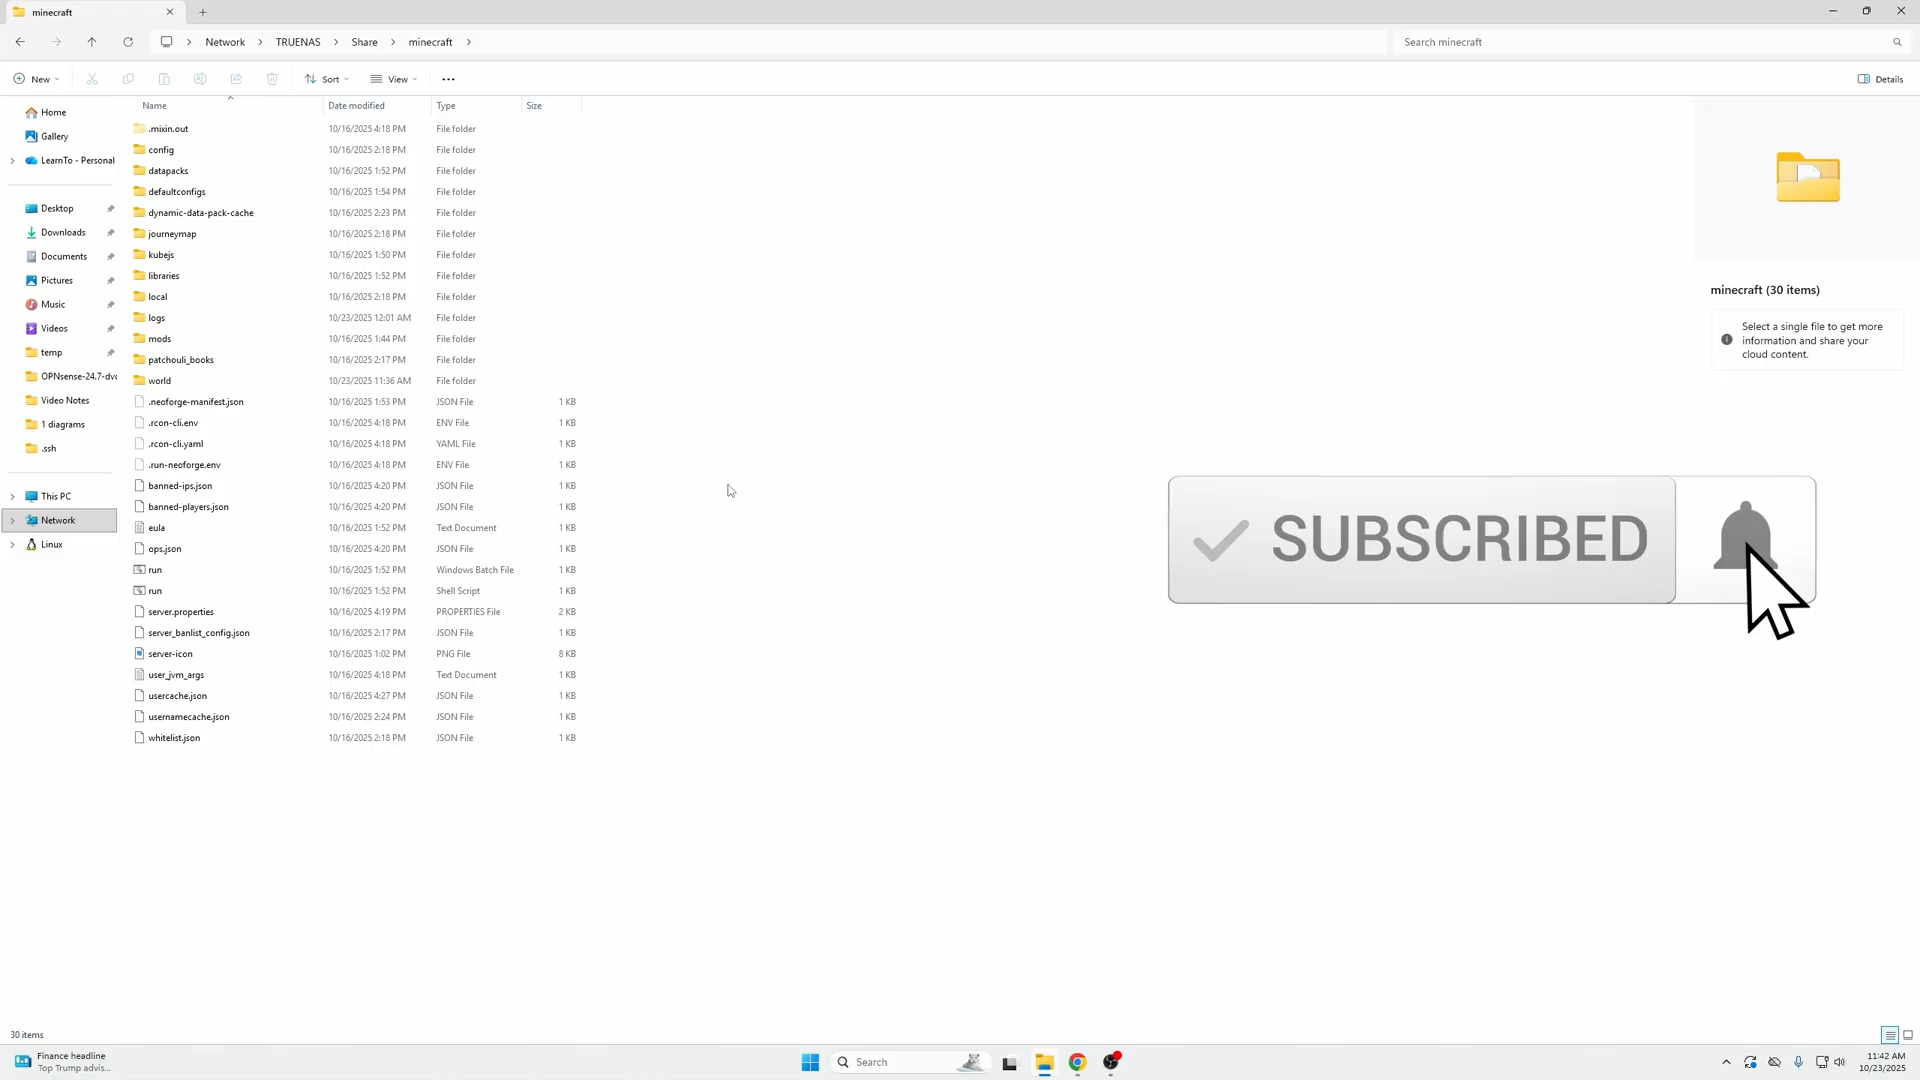 minecraft
Network
TRUENAS
Share
minecraft
Search minecraft
New
Sort
View
Details
Name
Date modified
Type
Size
Home
Gallery
LearnTo - Personal
Desktop
Downloads
Documents
Pictures
Music
Videos
temp
OPNsense-24.7-dvd
Video Notes
1 diagrams
.ssh
This PC
Network
Linux
.mixin.out 10/16/2025 4:18 PM File folder
config 10/16/2025 2:18 PM File folder
datapacks 10/16/2025 1:52 PM File folder
defaultconfigs 10/16/2025 1:54 PM File folder
dynamic-data-pack-cache 10/16/2025 2:23 PM File folder
journeymap 10/16/2025 2:18 PM File folder
kubejs 10/16/2025 1:50 PM File folder
libraries 10/16/2025 1:52 PM File folder
local 10/16/2025 2:18 PM File folder
logs 10/23/2025 12:01 AM File folder
mods 10/16/2025 1:44 PM File folder
patchouli_books 10/16/2025 2:17 PM File folder
world 10/23/2025 11:36 AM File folder
.neoforge-manifest.json 10/16/2025 1:53 PM JSON File 1 KB
.rcon-cli.env 10/16/2025 4:18 PM ENV File 1 KB
.rcon-cli.yaml 10/16/2025 4:18 PM YAML File 1 KB
.run-neoforge.env 10/16/2025 4:18 PM ENV File 1 KB
banned-ips.json 10/16/2025 4:20 PM JSON File 1 KB
banned-players.json 10/16/2025 4:20 PM JSON File 1 KB
eula 10/16/2025 1:52 PM Text Document 1 KB
ops.json 10/16/2025 4:20 PM JSON File 1 KB
run 10/16/2025 1:52 PM Windows Batch File 1 KB
run 10/16/2025 1:52 PM Shell Script 1 KB
server.properties 10/16/2025 4:19 PM PROPERTIES File 2 KB
server_banlist_config.json 10/16/2025 2:17 PM JSON File 1 KB
server-icon 10/16/2025 1:02 PM PNG File 8 KB
user_jvm_args 10/16/2025 4:18 PM Text Document 1 KB
usercache.json 10/16/2025 4:27 PM JSON File 1 KB
usernamecache.json 10/16/2025 2:24 PM JSON File 1 KB
whitelist.json 10/16/2025 2:18 PM JSON File 1 KB
minecraft (30 items)
Select a single file to get more
information and share your
cloud content.
SUBSCRIBED
30 items
Finance headline
Top Trump advis...
Search
11:42 AM
10/23/2025